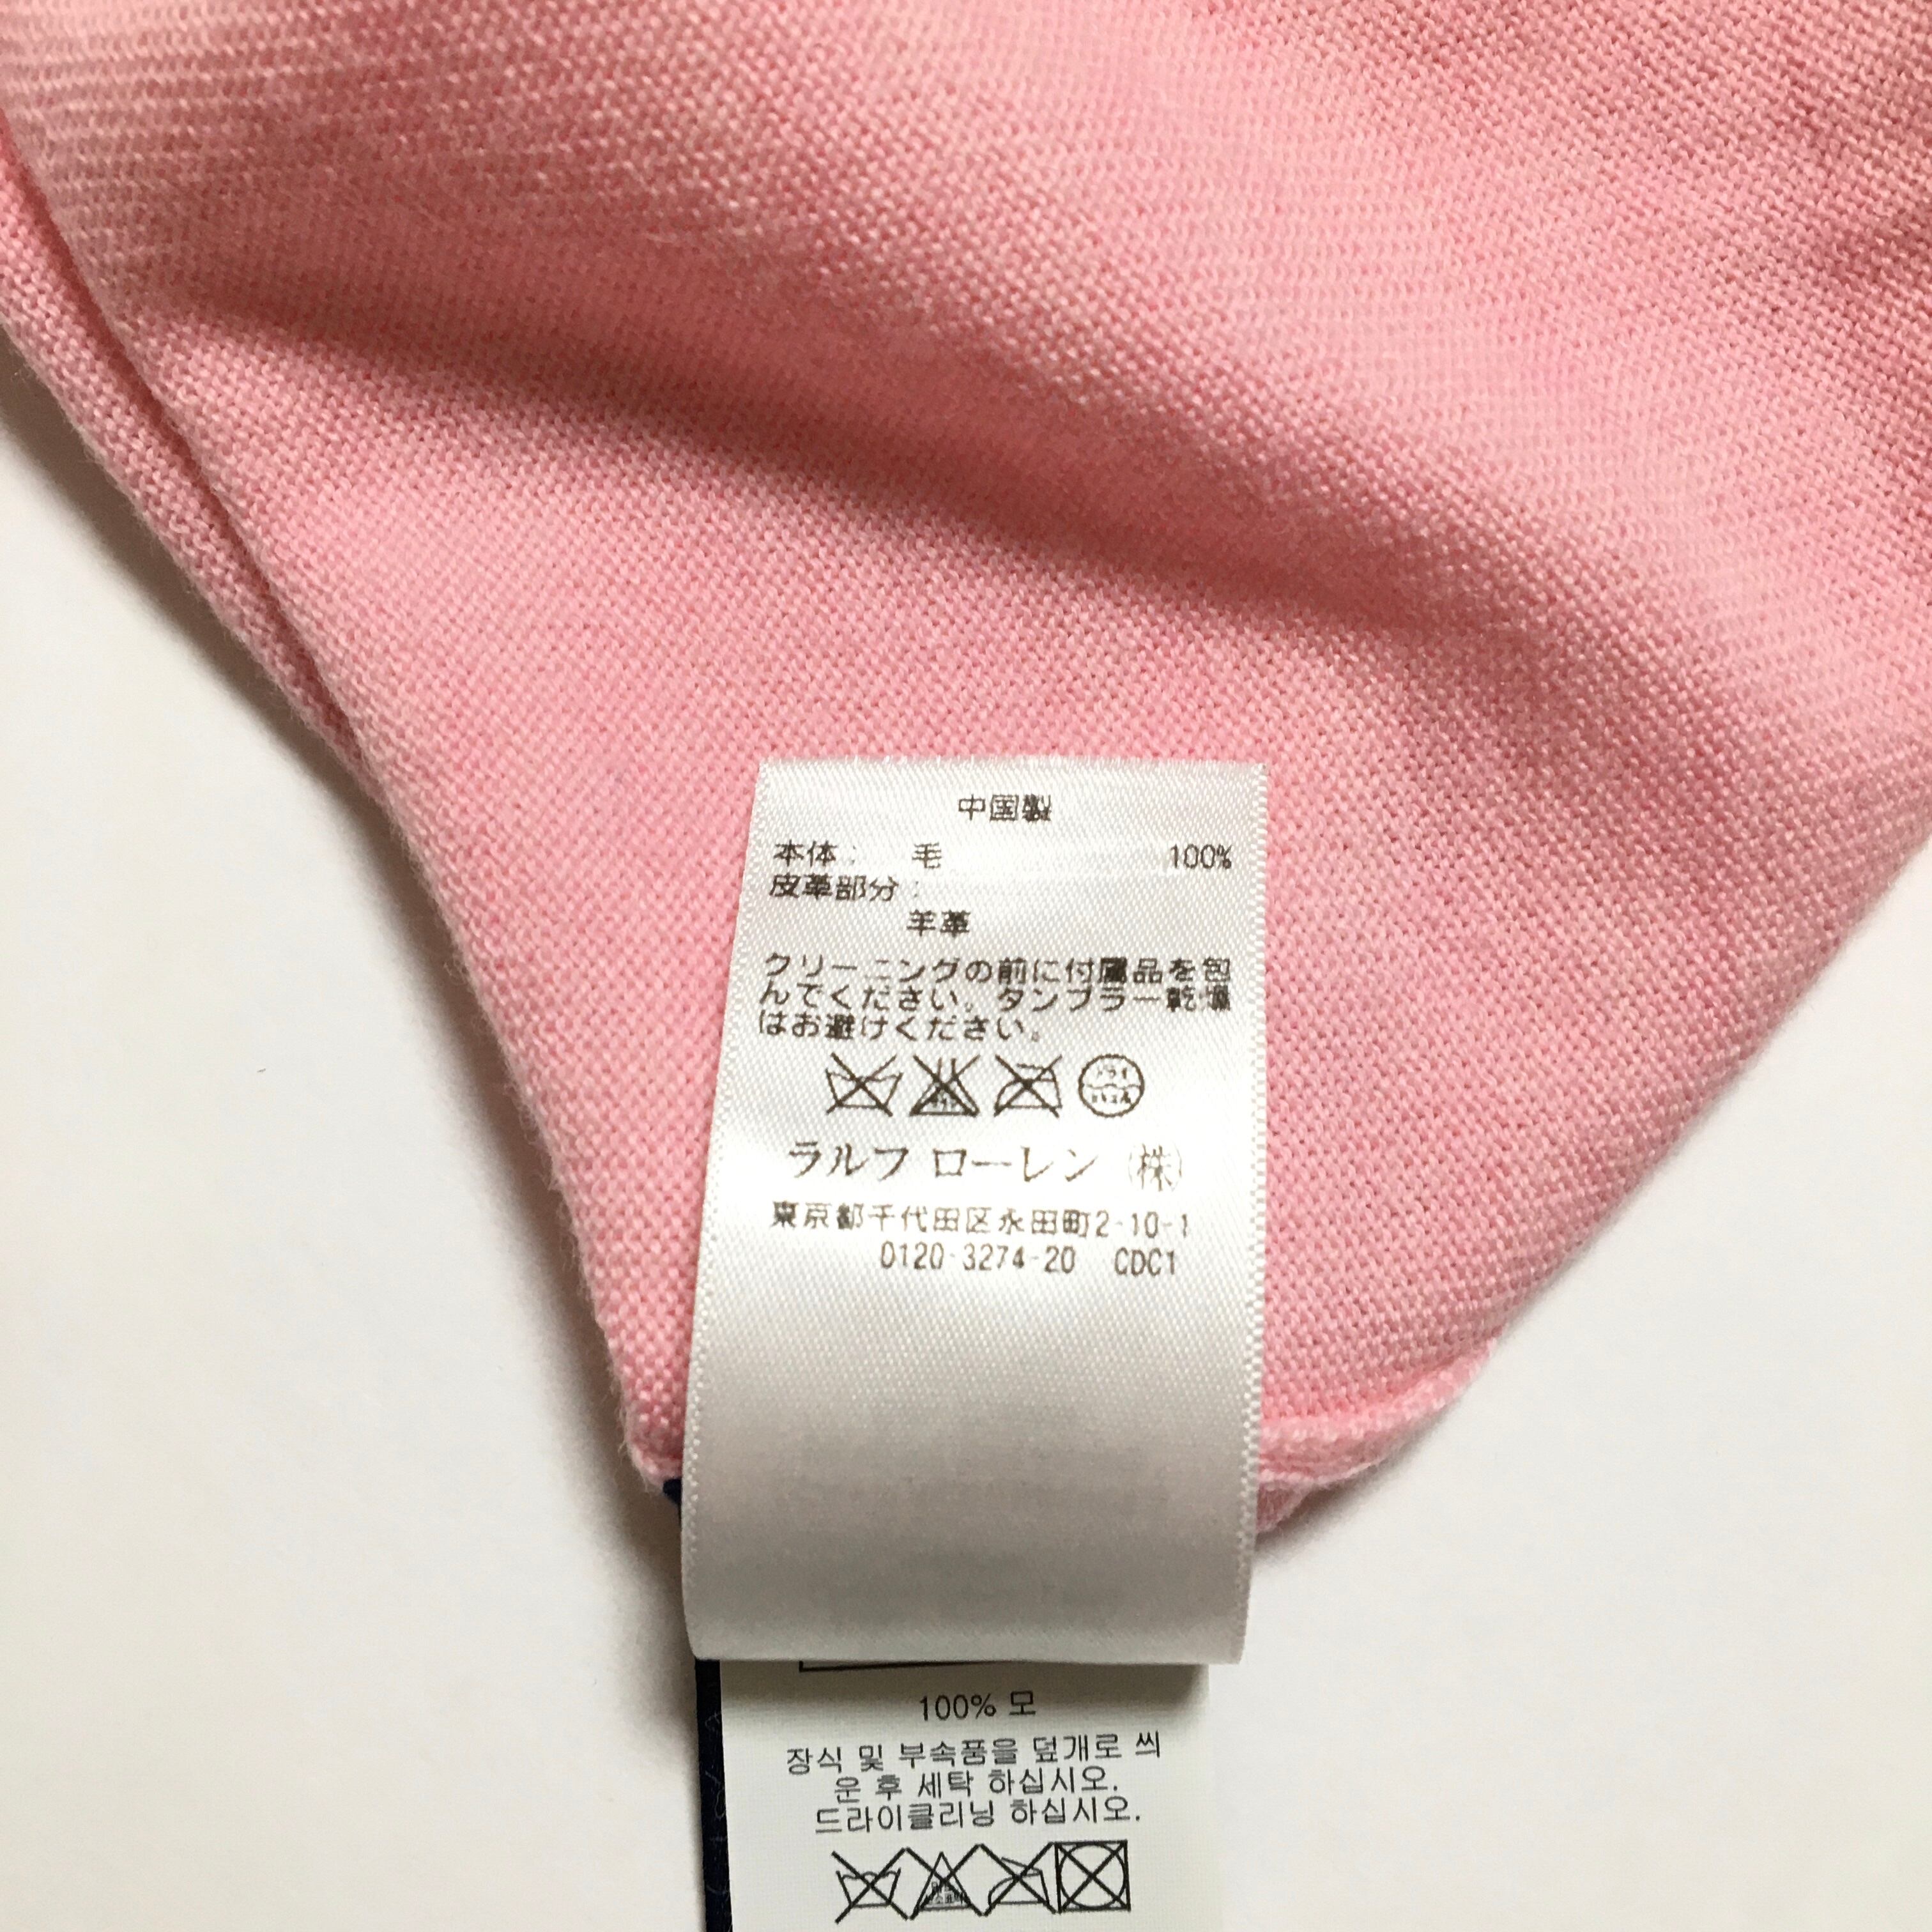 中国製
本体: 毛 100%
皮革部分:
羊革
クリーニングの前に付属品を包
んでください。タンブラー乾燥
はお避けください。
ドライ
ラルフ ローレン (株)
東京都千代田区永田町2-10-1
0120-3274-20 CDC1
100% 모
장식 및 부속품을 덮개로 씌
운 후 세탁 하십시오.
드라이클리닝 하십시오.